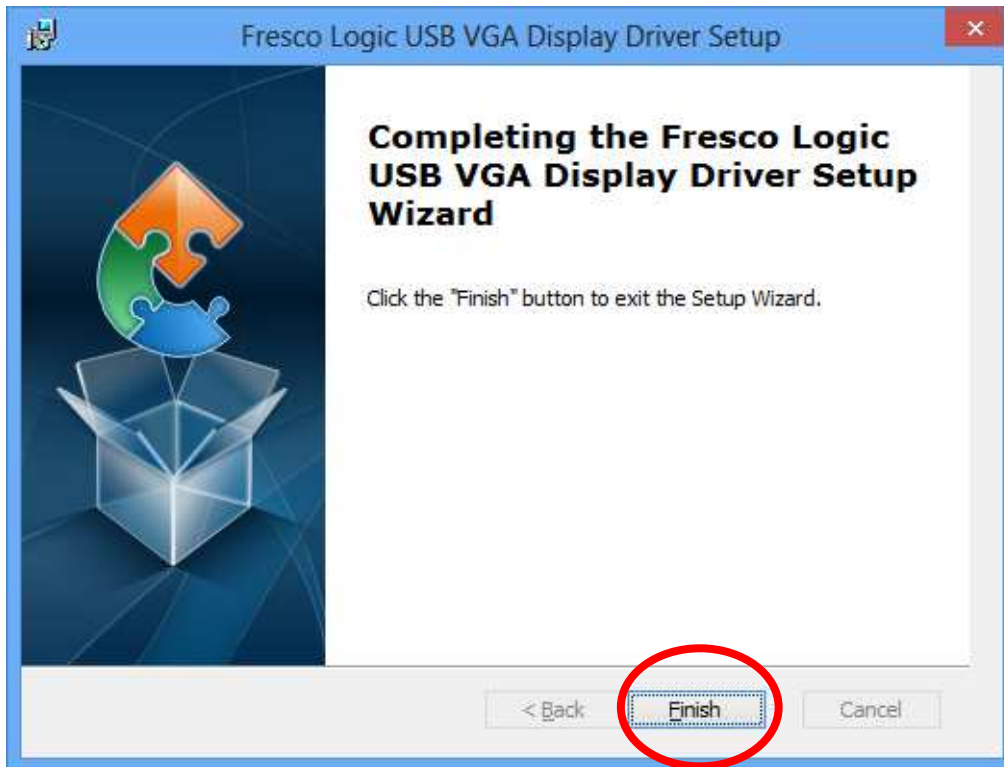 Fresco Logic USB VGA Display Driver Setup
Completing the Fresco Logic
USB VGA Display Driver Setup
Wizard
Click the "Finish" button to exit the Setup Wizard.
< Back Finish Cancel